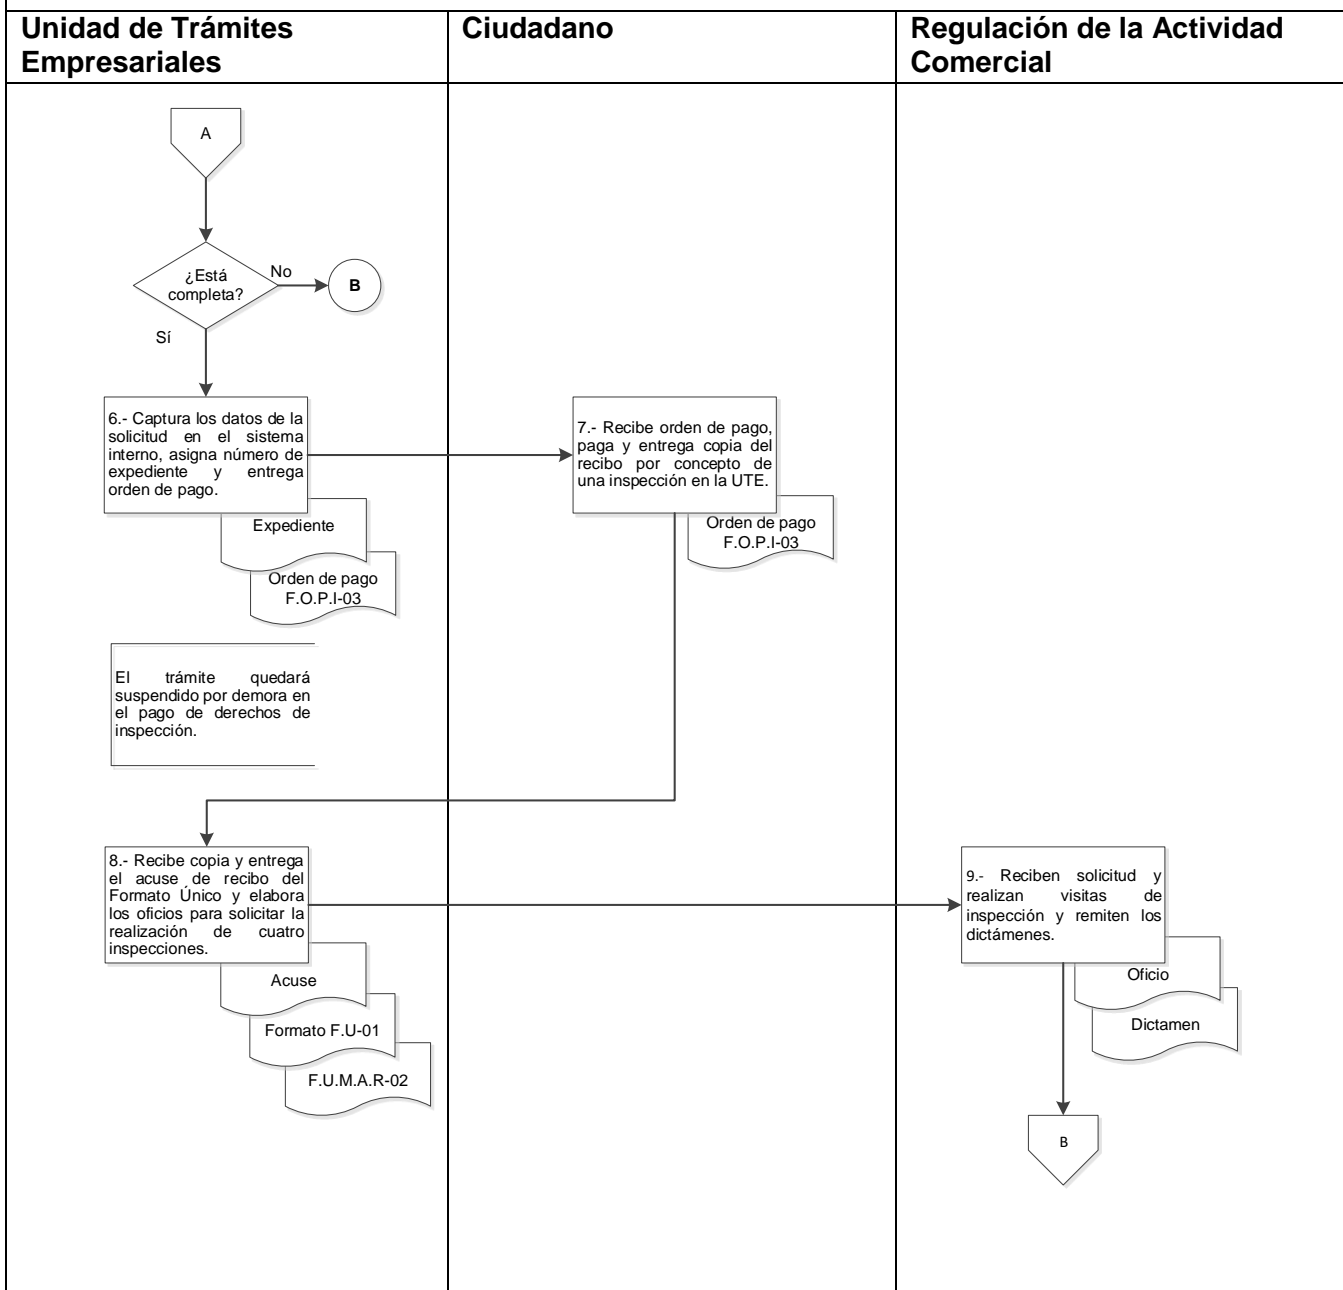 Unidad de Trámites
Empresariales
Ciudadano
Regulación de la Actividad
Comercial
A
¿Está
completa?
No
B
Sí
6.- Captura los datos de la
solicitud en el sistema
interno, asigna número de
expediente y entrega
orden de pago.
Expediente
Orden de pago
F.O.P.I-03
7.- Recibe orden de pago,
paga y entrega copia del
recibo por concepto de
una inspección en la UTE.
Orden de pago
F.O.P.I-03
El trámite quedará
suspendido por demora en
el pago de derechos de
inspección.
8.- Recibe copia y entrega
el acuse de recibo del
Formato Único y elabora
los oficios para solicitar la
realización de cuatro
inspecciones.
Acuse
Formato F.U-01
F.U.M.A.R-02
9.- Reciben solicitud y
realizan visitas de
inspección y remiten los
dictámenes.
Oficio
Dictamen
B